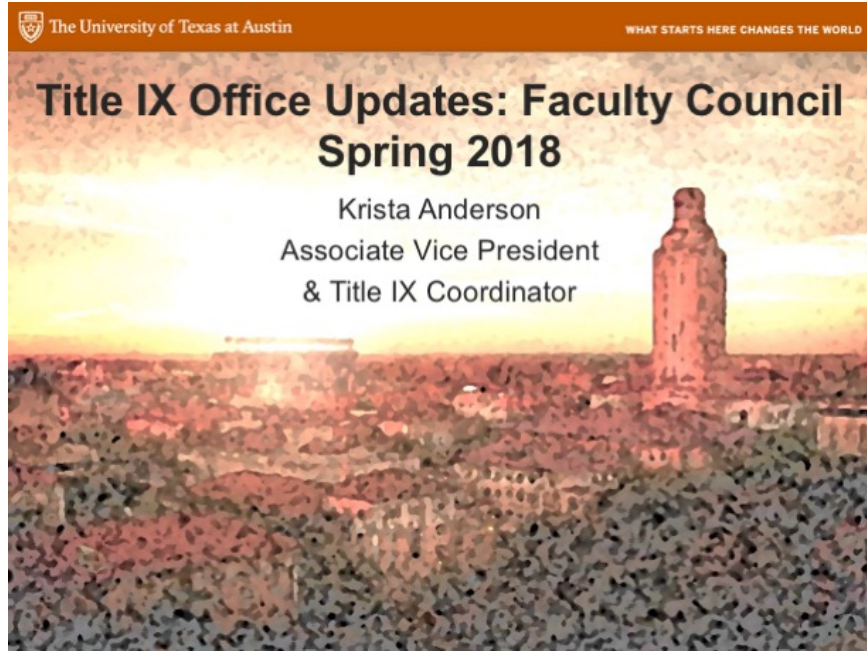 The University of Texas at Austin
WHAT STARTS HERE CHANGES THE WORLD
Title IX Office Updates: Faculty Council
Spring 2018
Krista Anderson
Associate Vice President
& Title IX Coordinator